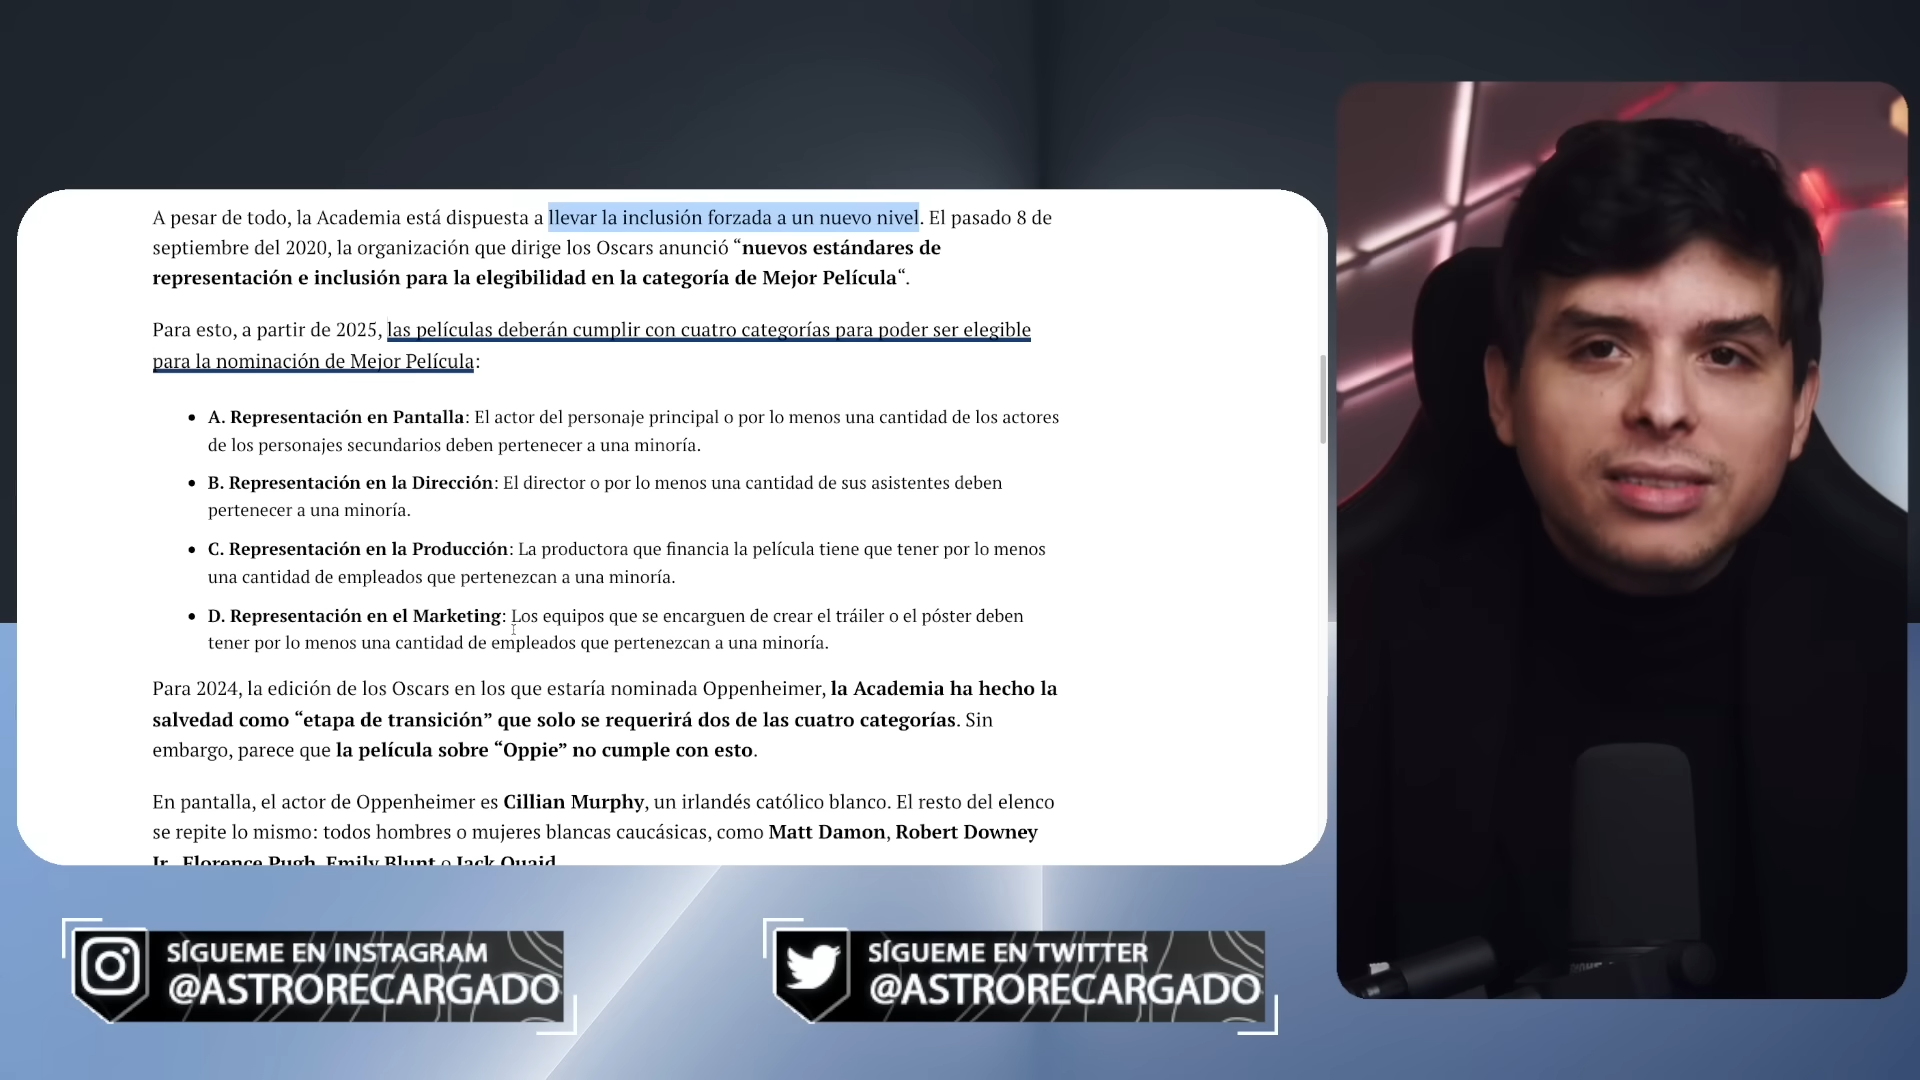 A pesar de todo, la Academia está dispuesta a llevar la inclusión forzada a un nuevo nivel. El pasado 8 de
septiembre del 2020, la organización que dirige los Oscars anunció “nuevos estándares de
representación e inclusión para la elegibilidad en la categoría de Mejor Película“.
Para esto, a partir de 2025, las películas deberán cumplir con cuatro categorías para poder ser elegible
para la nominación de Mejor Película:
• A. Representación en Pantalla: El actor del personaje principal o por lo menos una cantidad de los actores
de los personajes secundarios deben pertenecer a una minoría.
• B. Representación en la Dirección: El director o por lo menos una cantidad de sus asistentes deben
pertenecer a una minoría.
• C. Representación en la Producción: La productora que financia la película tiene que tener por lo menos
una cantidad de empleados que pertenezcan a una minoría.
• D. Representación en el Marketing: Los equipos que se encarguen de crear el tráiler o el póster deben
tener por lo menos una cantidad de empleados que pertenezcan a una minoría.
Para 2024, la edición de los Oscars en los que estaría nominada Oppenheimer, la Academia ha hecho la
salvedad como “etapa de transición” que solo se requerirá dos de las cuatro categorías. Sin
embargo, parece que la película sobre “Oppie” no cumple con esto.
En pantalla, el actor de Oppenheimer es Cillian Murphy, un irlandés católico blanco. El resto del elenco
se repite lo mismo: todos hombres o mujeres blancas caucásicas, como Matt Damon, Robert Downey
Jr., Florence Pugh, Emily Blunt o Jack Quaid.
SÍGUEME EN INSTAGRAM
@ASTRORECARGADO
SÍGUEME EN TWITTER
@ASTRORECARGADO